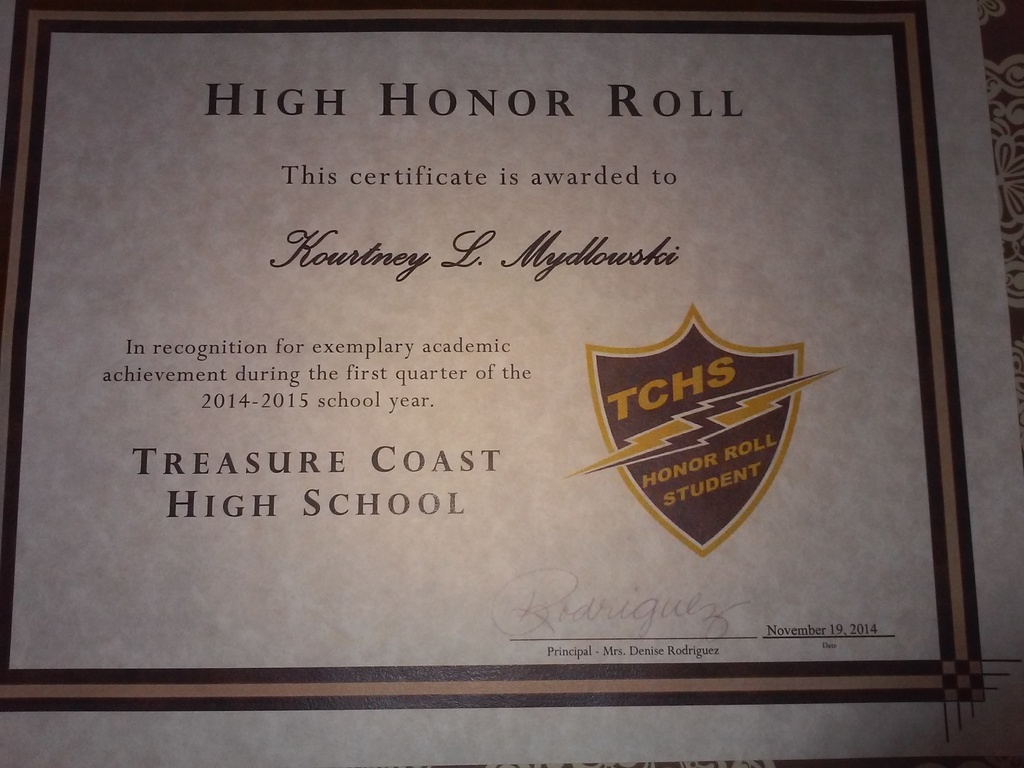 HIGH HONOR ROLL
This certificate is awarded to
Kourtney L. Mydlowski
In recognition for exemplary academic
achievement during the first quarter of the
2014-2015 school year.
TREASURE COAST
HIGH SCHOOL
TCHS
HONOR ROLL
STUDENT
DRodriguez
November 19, 2014
Principal - Mrs. Denise Rodriguez
Date